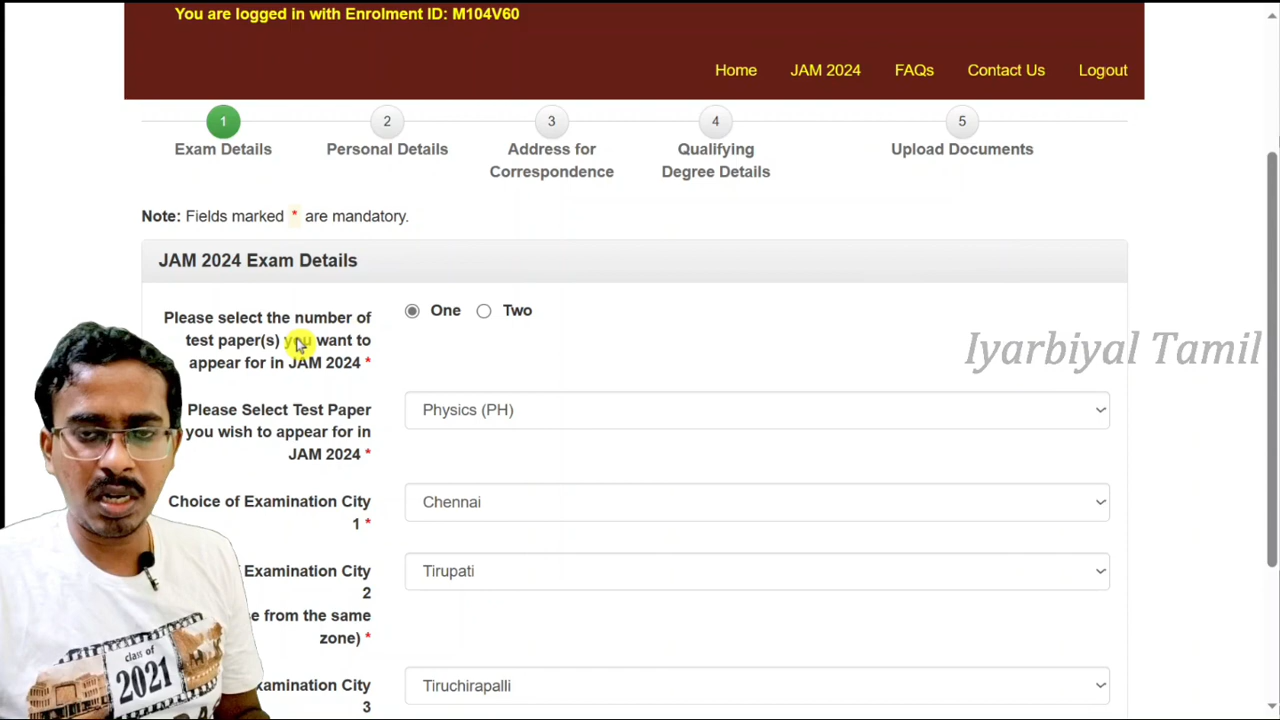 You are logged in with Enrolment ID: M104V60
Home JAM 2024 FAQs Contact Us Logout
1 2 3 4 5
Exam Details Personal Details Address for Correspondence Qualifying Degree Details Upload Documents
Note: Fields marked * are mandatory.
JAM 2024 Exam Details
Please select the number of
test paper(s) you want to
appear for in JAM 2024 *
One Two
Iyarbiyal Tamil
Please Select Test Paper
you wish to appear for in
JAM 2024 *
Physics (PH)
Choice of Examination City
1 *
Chennai
Examination City
2
from the same
zone) *
Tirupati
Examination City
3
Tiruchirapalli
class of
2021